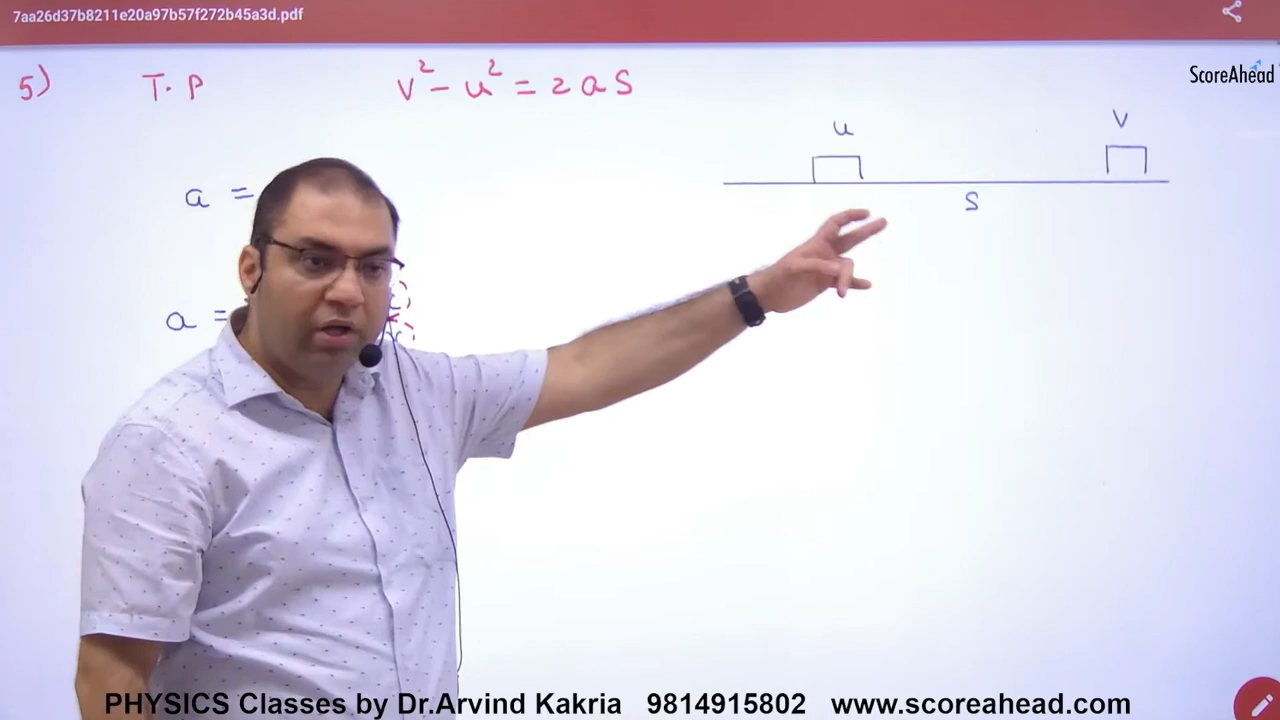 7aa26d37b8211e20a97b57f272b45a3d.pdf
ScoreAhead
5) T.P v² - u² = 2aS
u v
a =
S
a =
PHYSICS Classes by Dr.Arvind Kakria 9814915802 www.scoreahead.com